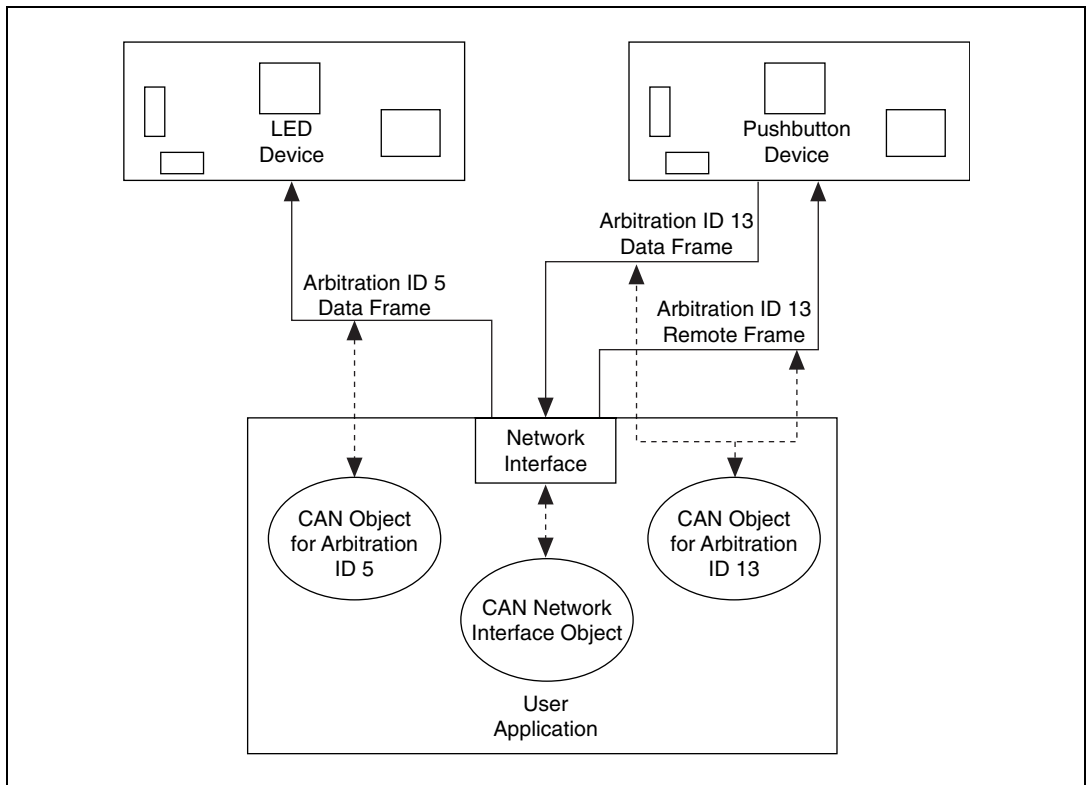 LED
Device
Pushbutton
Device
Arbitration ID 13
Data Frame
Arbitration ID 5
Data Frame
Arbitration ID 13
Remote Frame
Network
Interface
CAN Object
for Arbitration
ID 5
CAN Object
for Arbitration
ID 13
CAN Network
Interface Object
User
Application